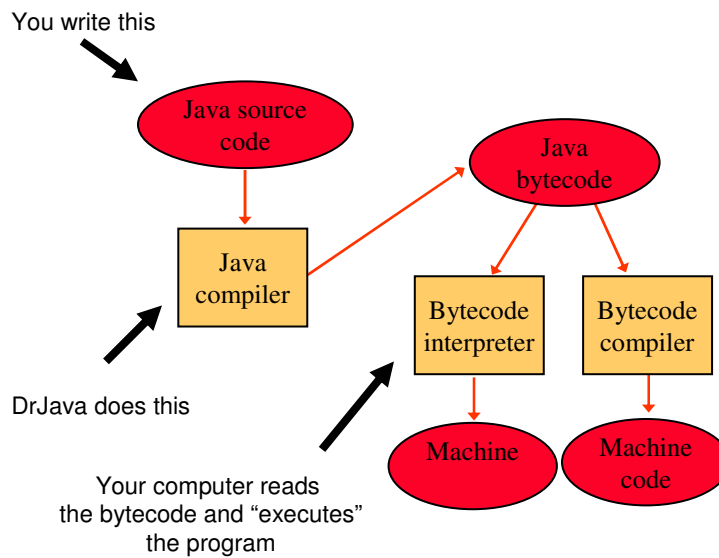 You write this
Java source
code
Java
bytecode
Java
compiler
Bytecode
interpreter
Bytecode
compiler
DrJava does this
Machine
Machine
code
Your computer reads
the bytecode and “executes”
the program